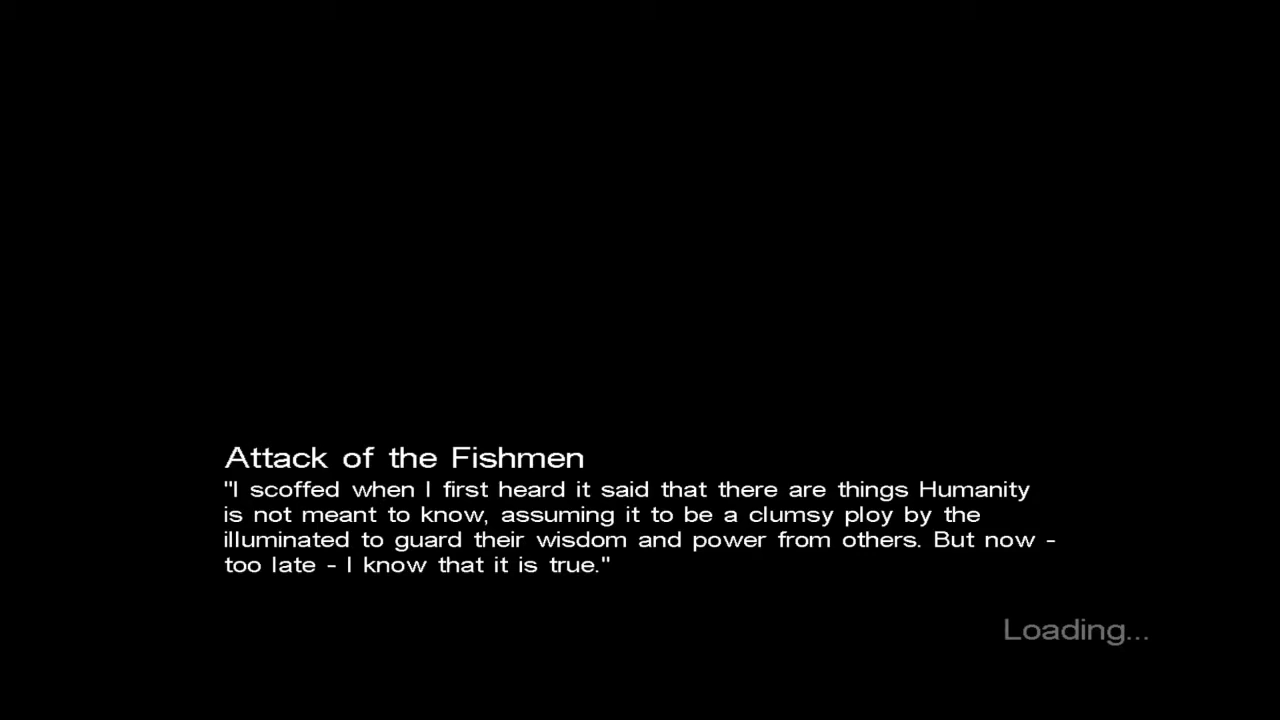 Attack of the Fishmen
"I scoffed when I first heard it said that there are things Humanity
is not meant to know, assuming it to be a clumsy ploy by the
illuminated to guard their wisdom and power from others. But now -
too late - I know that it is true."
Loading...